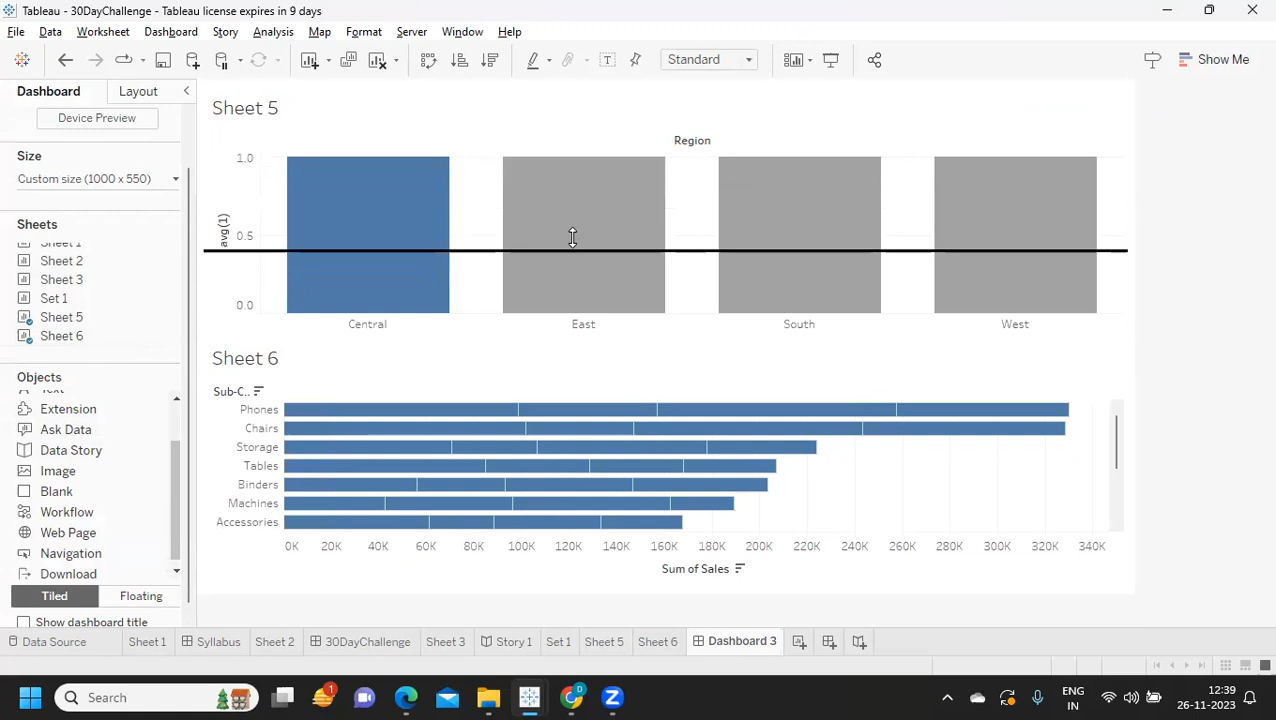 Tableau - 30DayChallenge - Tableau license expires in 9 days
File Data Worksheet Dashboard Story Analysis Map Format Server Window Help
Standard
Show Me
Dashboard Layout
Device Preview
Size
Custom size (1000 x 550)
Sheets
Sheet 1
Sheet 2
Sheet 3
Set 1
Sheet 5
Sheet 6
Objects
Text
Extension
Ask Data
Data Story
Image
Blank
Workflow
Web Page
Navigation
Download
Tiled Floating
Show dashboard title
Sheet 5
Region
avg(1)
1.0
0.5
0.0
Central East South West
Sheet 6
Sub-C..
Phones
Chairs
Storage
Tables
Binders
Machines
Accessories
0K 20K 40K 60K 80K 100K 120K 140K 160K 180K 200K 220K 240K 260K 280K 300K 320K 340K
Sum of Sales
Data Source Sheet 1 Syllabus Sheet 2 30DayChallenge Sheet 3 Story 1 Set 1 Sheet 5 Sheet 6 Dashboard 3
Search
1
D
ENG
IN
12:39
26-11-2023